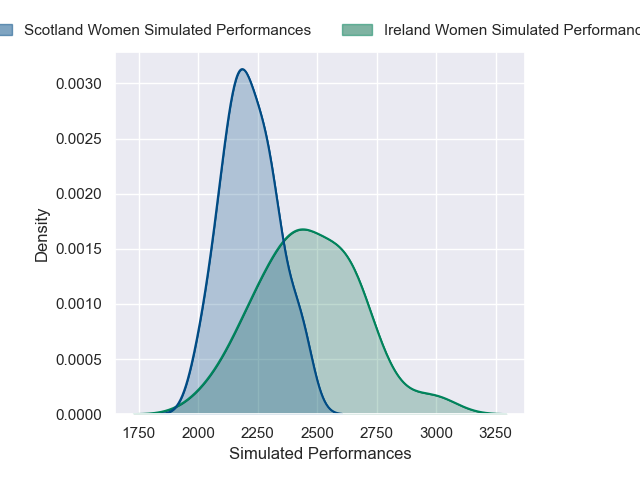 Scotland Women Simulated Performances Ireland Women Simulated
0.0030
0.0025
0.0020
0.0015
0.0010
0.0005
0.0000
Density
1750 2000 2250 2500 2750 3000 3250
Simulated Performances